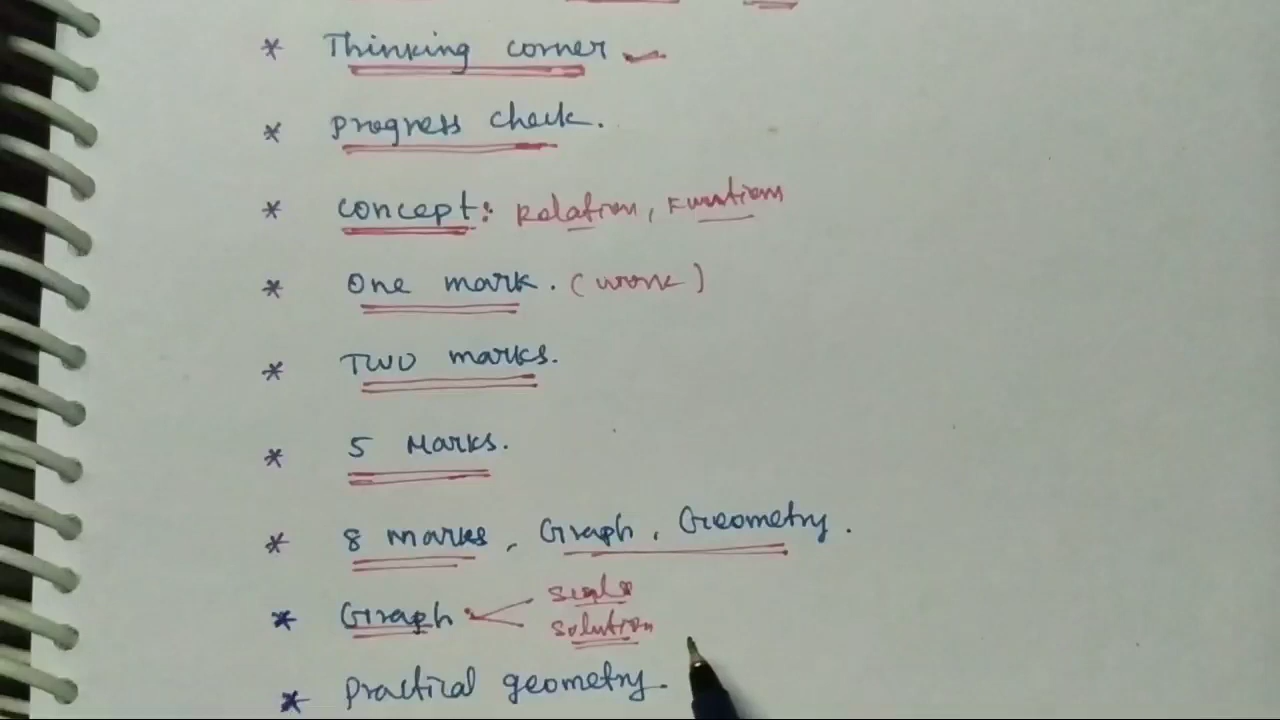 * Thinking corner
* Progress check.
* concept: Relation, Functions
* One mark. (work)
* Two marks.
* 5 Marks.
* 8 marks, Graph, Geometry.
* Graph
scale
solution
* Practical geometry.